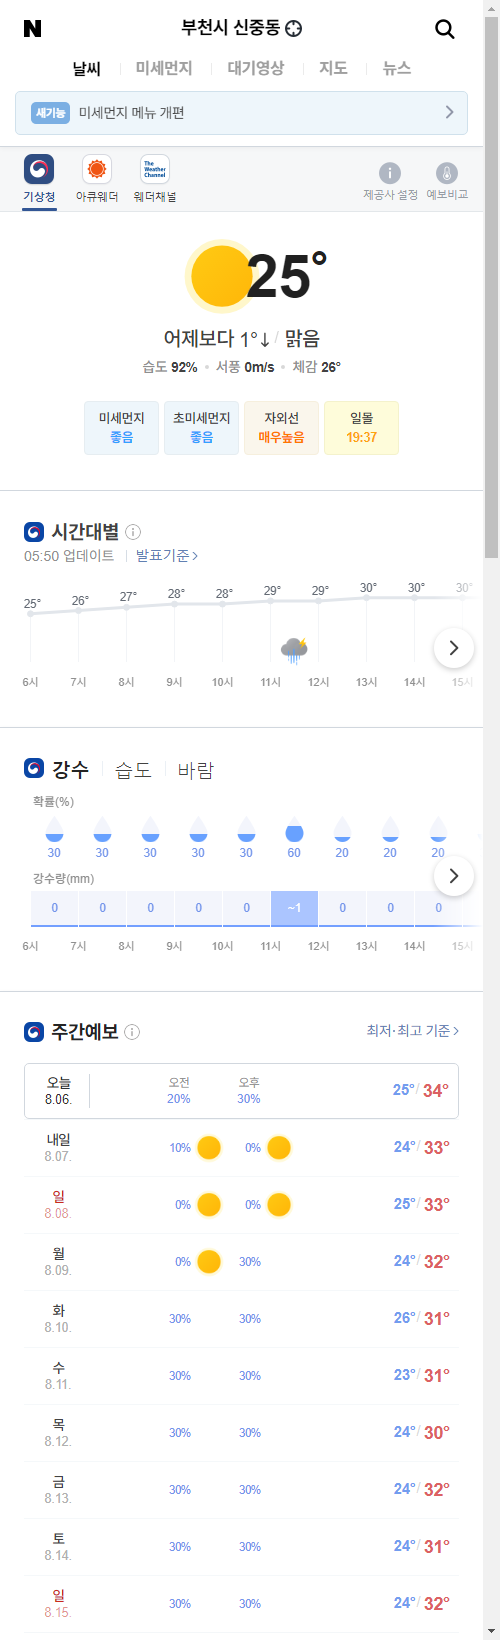 N 부천시 신중동
날씨 미세먼지 대기영상 지도 뉴스
새기능 미세먼지 메뉴 개편
기상청 The Weather Channel 아큐웨더 웨더채널 제공사 설정 예보비교
25°
어제보다 1°↓ / 맑음
습도 92% • 서풍 0m/s • 체감 26°
미세먼지 초미세먼지 자외선 일몰
좋음 좋음 매우높음 19:37
시간대별
05:50 업데이트 발표기준
25° 26° 27° 28° 28° 29° 29° 30° 30° 30°
6시 7시 8시 9시 10시 11시 12시 13시 14시 15시
강수 습도 바람
확률(%)
30 30 30 30 30 60 20 20 20
강수량(mm)
0 0 0 0 0 ~1 0 0 0
6시 7시 8시 9시 10시 11시 12시 13시 14시 15시
주간예보 최저·최고 기준
오늘 오전 오후
8.06. 20% 30% 25°/ 34°
내일
8.07. 10% 0% 24°/ 33°
일
8.08. 0% 0% 25°/ 33°
월
8.09. 0% 30% 24°/ 32°
화
8.10. 30% 30% 26°/ 31°
수
8.11. 30% 30% 23°/ 31°
목
8.12. 30% 30% 24°/ 30°
금
8.13. 30% 30% 24°/ 32°
토
8.14. 30% 30% 24°/ 31°
일
8.15. 30% 30% 24°/ 32°